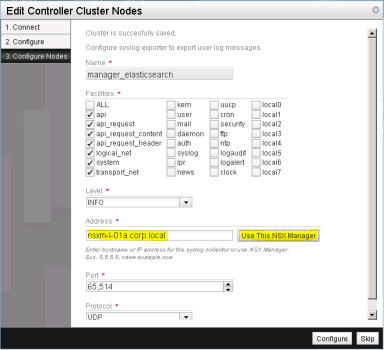 Edit Controller Cluster Nodes
1. Connect
2. Configure
3. Configure Nodes
Cluster is succesfully saved.
Configure syslog exporter to export user log messages.
Name *
manager_elasticsearch
Facilities *
ALL kern uucp local0
api user cron local1
api_request mail security local2
api_request_content daemon ftp local3
api_request_header auth ntp local4
logical_net syslog logaudit local5
system lpr logalert local6
transport_net news clock local7
Level *
INFO
Address *
nsxm-l-01a.corp.local Use This NSX Manager
Enter hostname or IP address for the syslog collector or use NSX Manager.
Exs. 5.5.5.5, name.example.com
Port *
65,514
Protocol *
UDP
Configure Skip